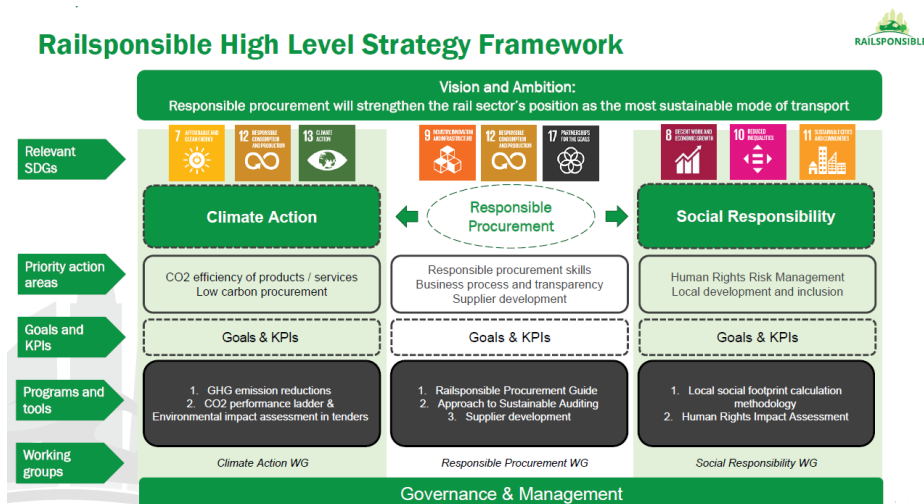 Railsponsible High Level Strategy Framework
RAILSPONSIBLE
Vision and Ambition:
Responsible procurement will strengthen the rail sector's position as the most sustainable mode of transport
Relevant
SDGs
7 AFFORDABLE AND
CLEAN ENERGY
12 RESPONSIBLE
CONSUMPTION
AND PRODUCTION
13 CLIMATE
ACTION
9 INDUSTRY, INNOVATION
AND INFRASTRUCTURE
12 RESPONSIBLE
CONSUMPTION
AND PRODUCTION
17 PARTNERSHIPS
FOR THE GOALS
8 DECENT WORK AND
ECONOMIC GROWTH
10 REDUCED
INEQUALITIES
11 SUSTAINABLE CITIES
AND COMMUNITIES
Climate Action
Responsible
Procurement
Social Responsibility
Priority action
areas
CO2 efficiency of products / services
Low carbon procurement
Responsible procurement skills
Business process and transparency
Supplier development
Human Rights Risk Management
Local development and inclusion
Goals and
KPIs
Goals & KPIs
Goals & KPIs
Goals & KPIs
Programs and
tools
1. GHG emission reductions
2. CO2 performance ladder &
Environmental impact assessment in tenders
1. Railsponsible Procurement Guide
2. Approach to Sustainable Auditing
3. Supplier development
1. Local social footprint calculation
methodology
2. Human Rights Impact Assessment
Working
groups
Climate Action WG
Responsible Procurement WG
Social Responsibility WG
Governance & Management